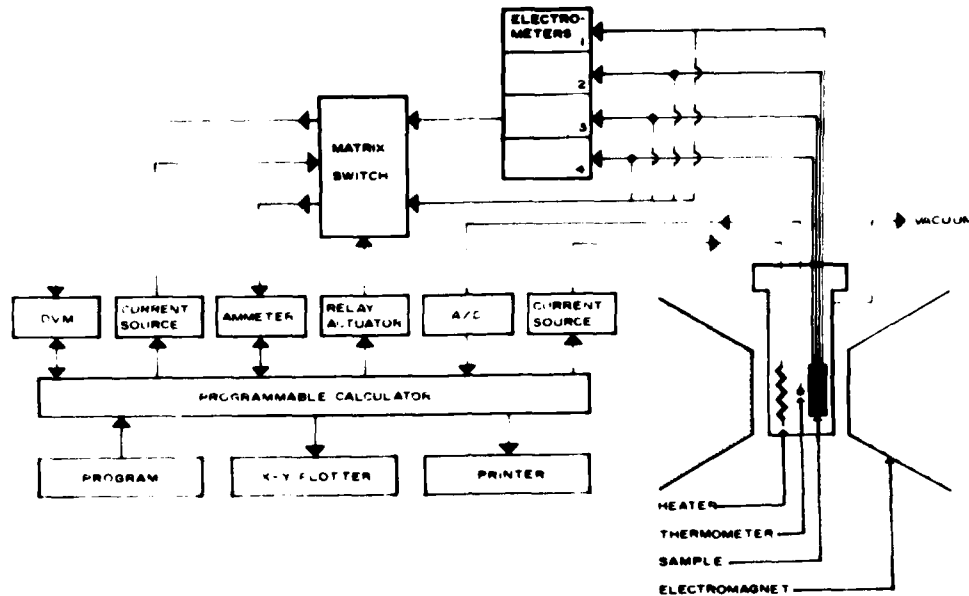 ELECTRO-
METERS
1
2
3
4
MATRIX
SWITCH
VACUUM
DVM
CURRENT
SOURCE
AMMETER
RELAY
ACTUATOR
CURRENT
SOURCE
PROGRAMMABLE CALCULATOR
PROGRAM
X-Y PLOTTER
PRINTER
HEATER
THERMOMETER
SAMPLE
ELECTROMAGNET